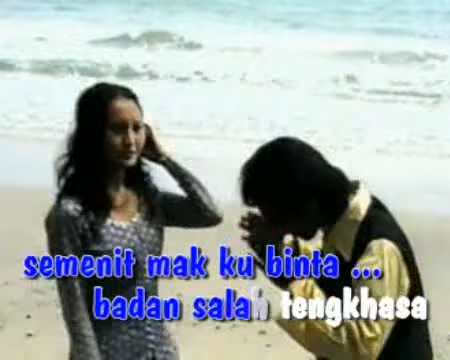 semenit mak ku binta ...
badan salah tengkhasa